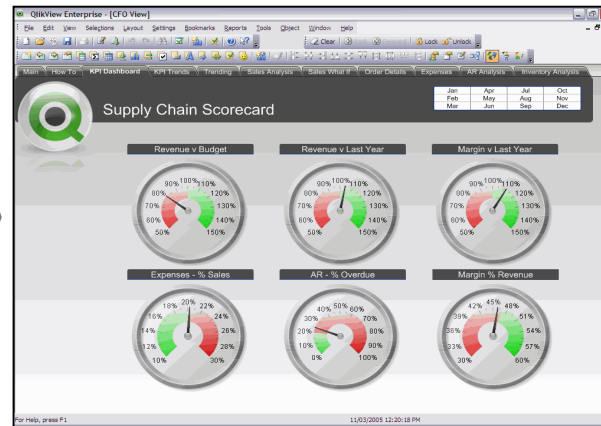 QlikView Enterprise - [CFO View]
File Edit View Selections Layout Settings Bookmarks Reports Tools Object Window Help
Clear Back Forward Lock Unlock
Main How To KPI Dashboard KPI Trends Trending Sales Analysis Sales What If Order Details Expenses AR Analysis Inventory Analysis
Supply Chain Scorecard
Jan Apr Jul Oct
Feb May Aug Nov
Mar Jun Sep Dec
Revenue v Budget Revenue v Last Year Margin v Last Year
90% 100% 110% 90% 100% 110% 90% 100% 110%
80% 120% 80% 120% 80% 120%
70% 130% 70% 130% 70% 130%
60% 140% 60% 140% 60% 140%
50% 150% 50% 150% 50% 150%
Expenses - % Sales AR - % Overdue Margin % Revenue
18% 20% 22% 40% 50% 60% 42% 45% 48%
16% 24% 30% 70% 39% 51%
14% 26% 20% 80% 36% 54%
12% 28% 10% 90% 33% 57%
10% 30% 0% 100% 30% 60%
For Help, press F1 11/03/2005 12:20:18 PM